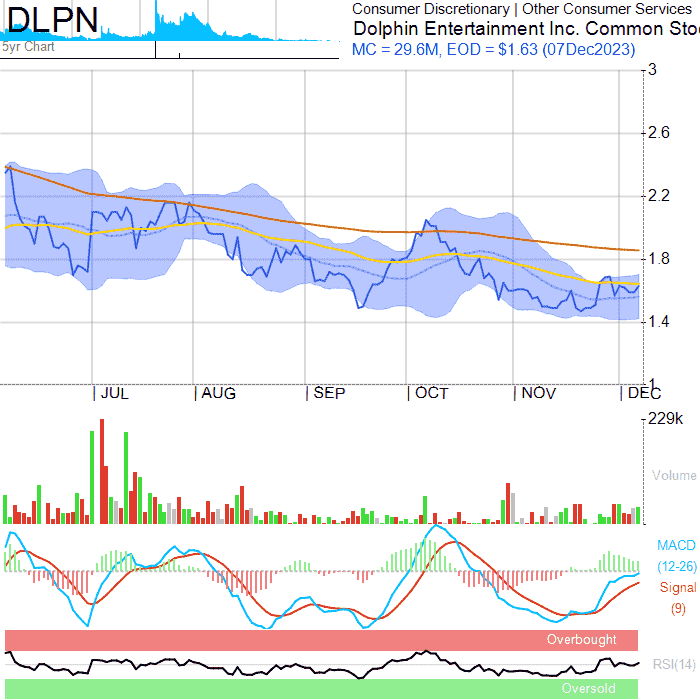 DLPN
5yr Chart
Consumer Discretionary | Other Consumer Services
Dolphin Entertainment Inc. Common Sto
MC = 29.6M, EOD = $1.63 (07Dec2023)
3
2.6
2.2
1.8
1.4
1
JUL AUG SEP OCT NOV DEC
229k
Volume
MACD
(12-26)
Signal
(9)
Overbought
RSI(14)
Oversold